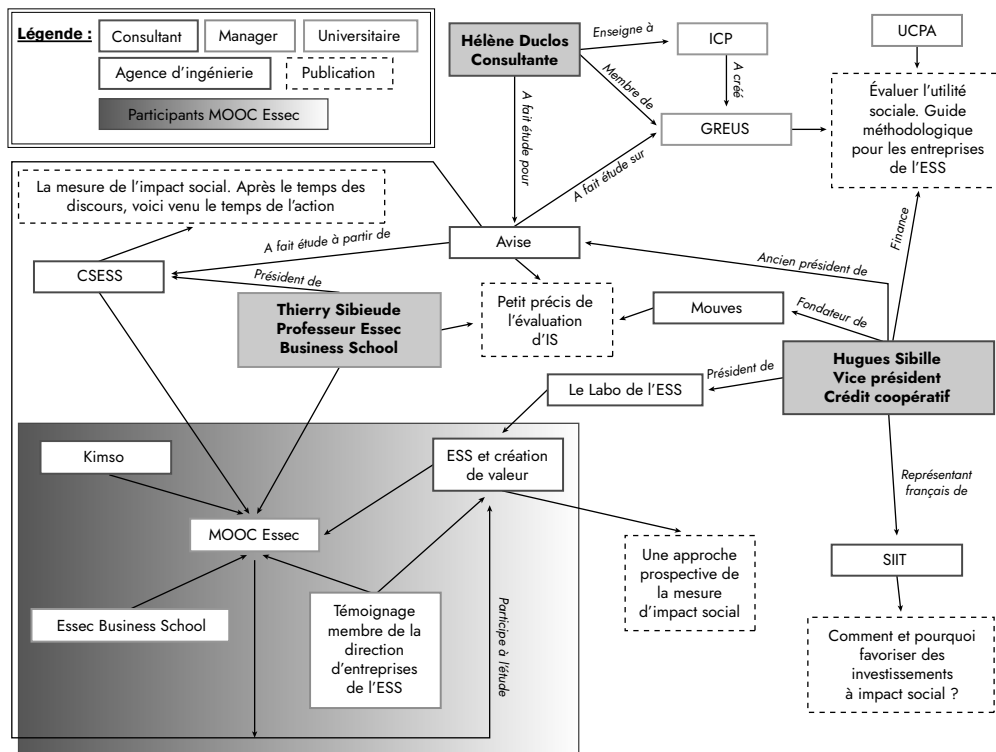 Légende :
Consultant
Manager
Universitaire
Agence d'ingénierie
Publication
Participants MOOC Essec
Hélène Duclos
Consultante
Enseigne à
ICP
UCPA
Membre de
A créé
GREUS
Évaluer l'utilité
sociale. Guide
méthodologique
pour les entreprises
de l'ESS
A fait étude pour
A fait étude sur
La mesure de l'impact social. Après le temps des
discours, voici venu le temps de l'action
A fait étude à partir de
Avise
Finance
CSESS
Président de
Ancien président de
Thierry Sibieude
Professeur Essec
Business School
Petit précis de
l'évaluation
d'IS
Mouves
Fondateur de
Hugues Sibille
Vice président
Crédit coopératif
Président de
Le Labo de l'ESS
Kimso
ESS et création
de valeur
Représentant
français de
MOOC Essec
Une approche
prospective de
la mesure
d'impact social
SIIT
Essec Business School
Témoignage
membre de la
direction
d'entreprises
de l'ESS
Participe à l'étude
Comment et pourquoi
favoriser des
investissements
à impact social ?